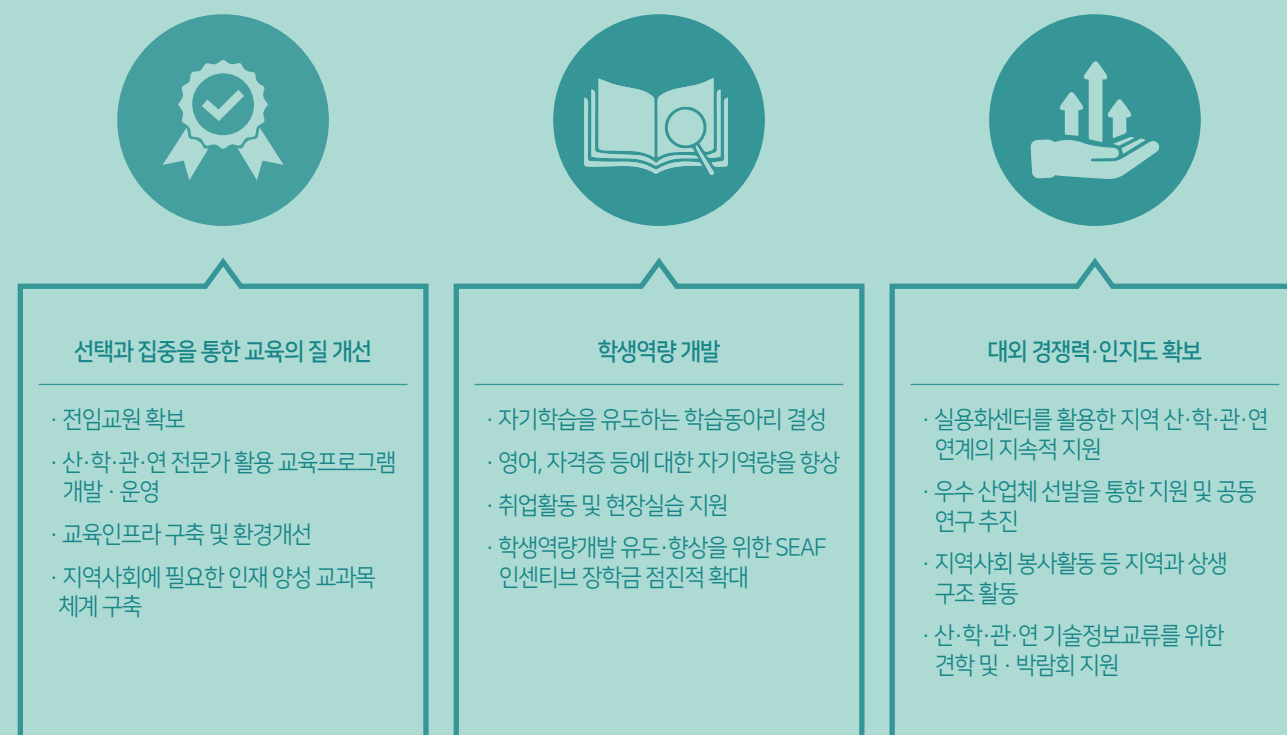 선택과 집중을 통한 교육의 질 개선
· 전임교원 확보
· 산·학·관·연 전문가 활용 교육프로그램
개발 · 운영
· 교육인프라 구축 및 환경개선
· 지역사회에 필요한 인재 양성 교과목
체계 구축
학생역량 개발
· 자기학습을 유도하는 학습동아리 결성
· 영어, 자격증 등에 대한 자기역량을 향상
· 취업활동 및 현장실습 지원
· 학생역량개발 유도·향상을 위한 SEAF
인센티브 장학금 점진적 확대
대외 경쟁력·인지도 확보
· 실용화센터를 활용한 지역 산·학·관·연
연계의 지속적 지원
· 우수 산업체 선발을 통한 지원 및 공동
연구 추진
· 지역사회 봉사활동 등 지역과 상생
구조 활동
· 산·학·관·연 기술정보교류를 위한
견학 및 · 박람회 지원